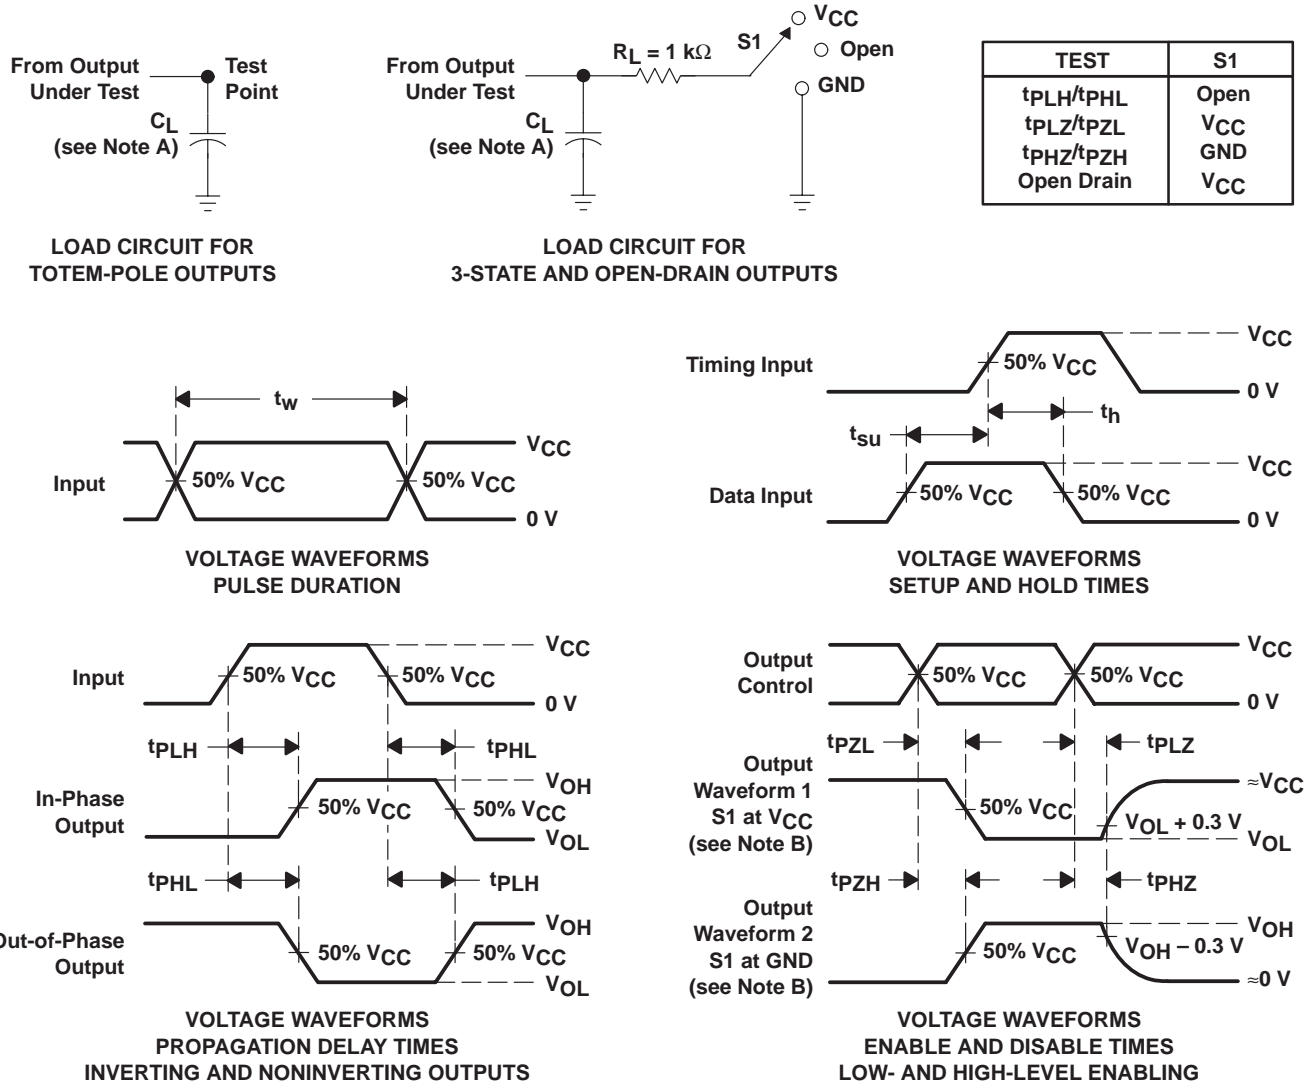 From Output
Under Test
Test
Point
CL
(see Note A)
LOAD CIRCUIT FOR
TOTEM-POLE OUTPUTS
From Output
Under Test
CL
(see Note A)
RL = 1 kΩ
S1
VCC
Open
GND
LOAD CIRCUIT FOR
3-STATE AND OPEN-DRAIN OUTPUTS
TEST S1
tPLH/tPHL Open
tPLZ/tPZL VCC
tPHZ/tPZH GND
Open Drain VCC
tw
Input
50% VCC
50% VCC
VCC
0 V
VOLTAGE WAVEFORMS
PULSE DURATION
Timing Input
50% VCC
VCC
0 V
th
tsu
Data Input
50% VCC
50% VCC
VCC
0 V
VOLTAGE WAVEFORMS
SETUP AND HOLD TIMES
Input
50% VCC
50% VCC
VCC
0 V
tPLH
tPHL
In-Phase
Output
50% VCC
50% VCC
VOH
VOL
tPHL
tPLH
Out-of-Phase
Output
50% VCC
50% VCC
VOH
VOL
VOLTAGE WAVEFORMS
PROPAGATION DELAY TIMES
INVERTING AND NONINVERTING OUTPUTS
Output
Control
50% VCC
50% VCC
VCC
0 V
tPZL
tPLZ
Output
Waveform 1
S1 at VCC
(see Note B)
50% VCC
≈VCC
VOL + 0.3 V
VOL
tPZH
tPHZ
Output
Waveform 2
S1 at GND
(see Note B)
50% VCC
VOH
VOH − 0.3 V
≈0 V
VOLTAGE WAVEFORMS
ENABLE AND DISABLE TIMES
LOW- AND HIGH-LEVEL ENABLING